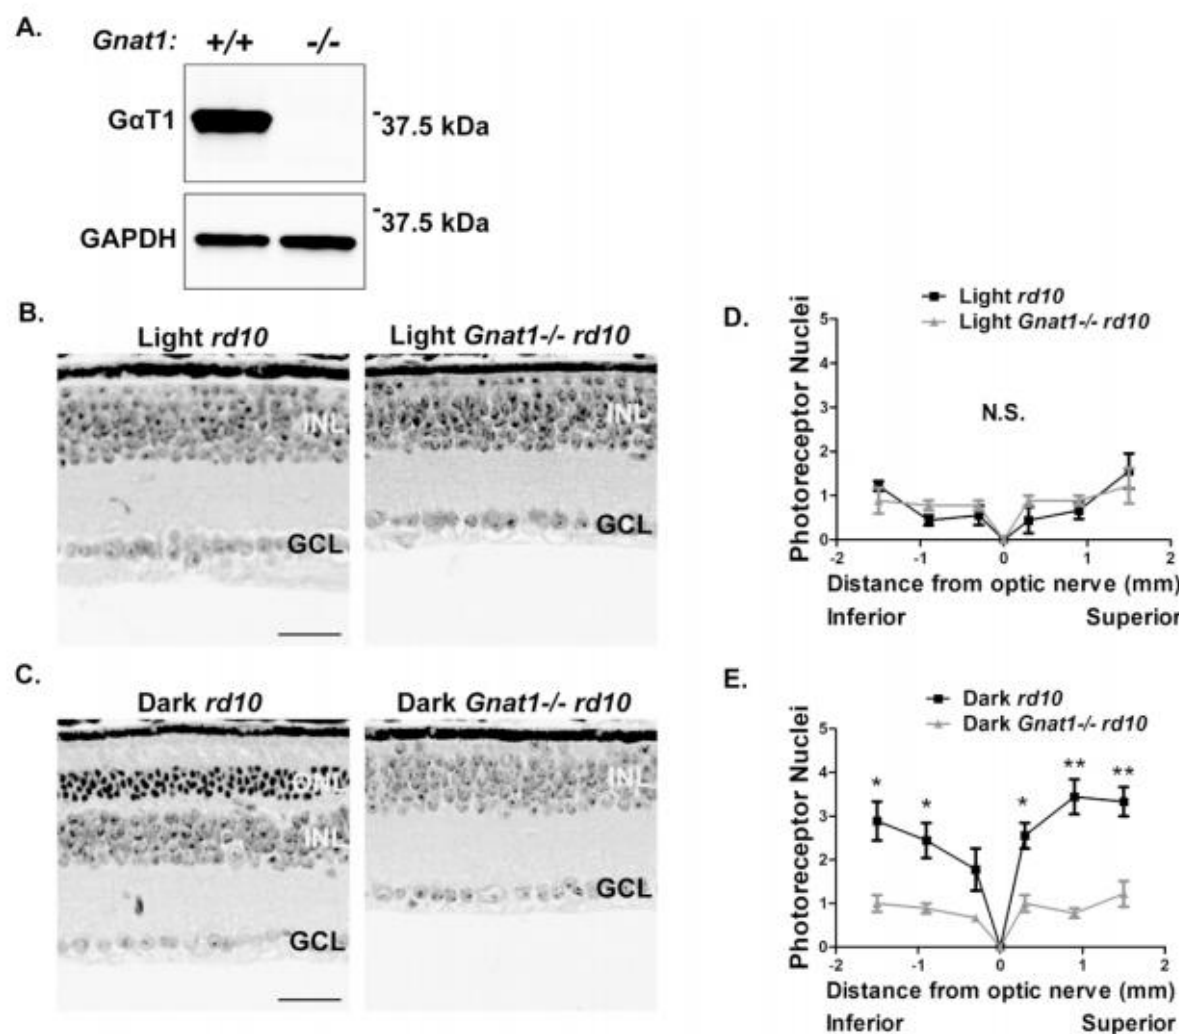 A.
Gnat1: +/+ -/-
GαT1
37.5 kDa
GAPDH
37.5 kDa
B.
Light rd10
Light Gnat1-/- rd10
INL
INL
GCL
GCL
C.
Dark rd10
Dark Gnat1-/- rd10
ONL
INL
INL
GCL
GCL
D.
Light rd10
Light Gnat1-/- rd10
Photoreceptor Nuclei
5
4
3
2
1
0
N.S.
-2 -1 0 1 2
Distance from optic nerve (mm)
Inferior Superior
E.
Dark rd10
Dark Gnat1-/- rd10
Photoreceptor Nuclei
5
4
3
2
1
0
* * * ** **
-2 -1 0 1 2
Distance from optic nerve (mm)
Inferior Superior